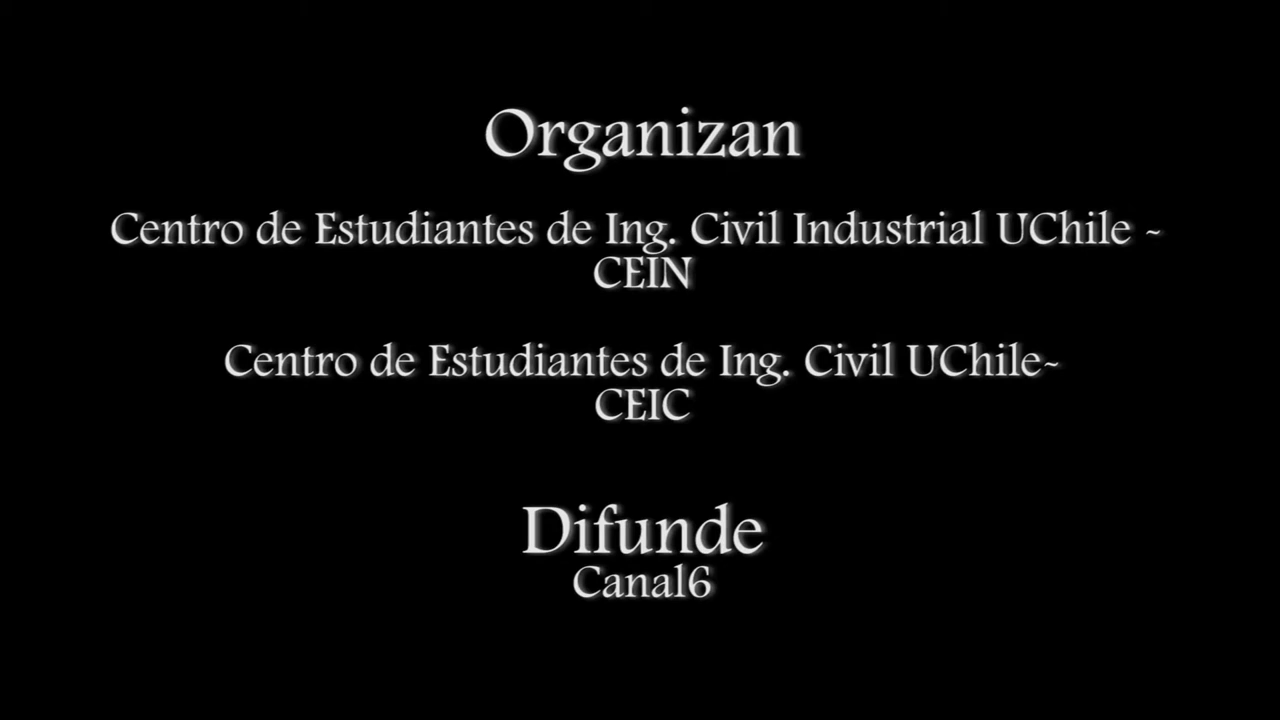 Organizan
Centro de Estudiantes de Ing. Civil Industrial UChile -
CEIN
Centro de Estudiantes de Ing. Civil UChile-
CEIC
Difunde
Canal6